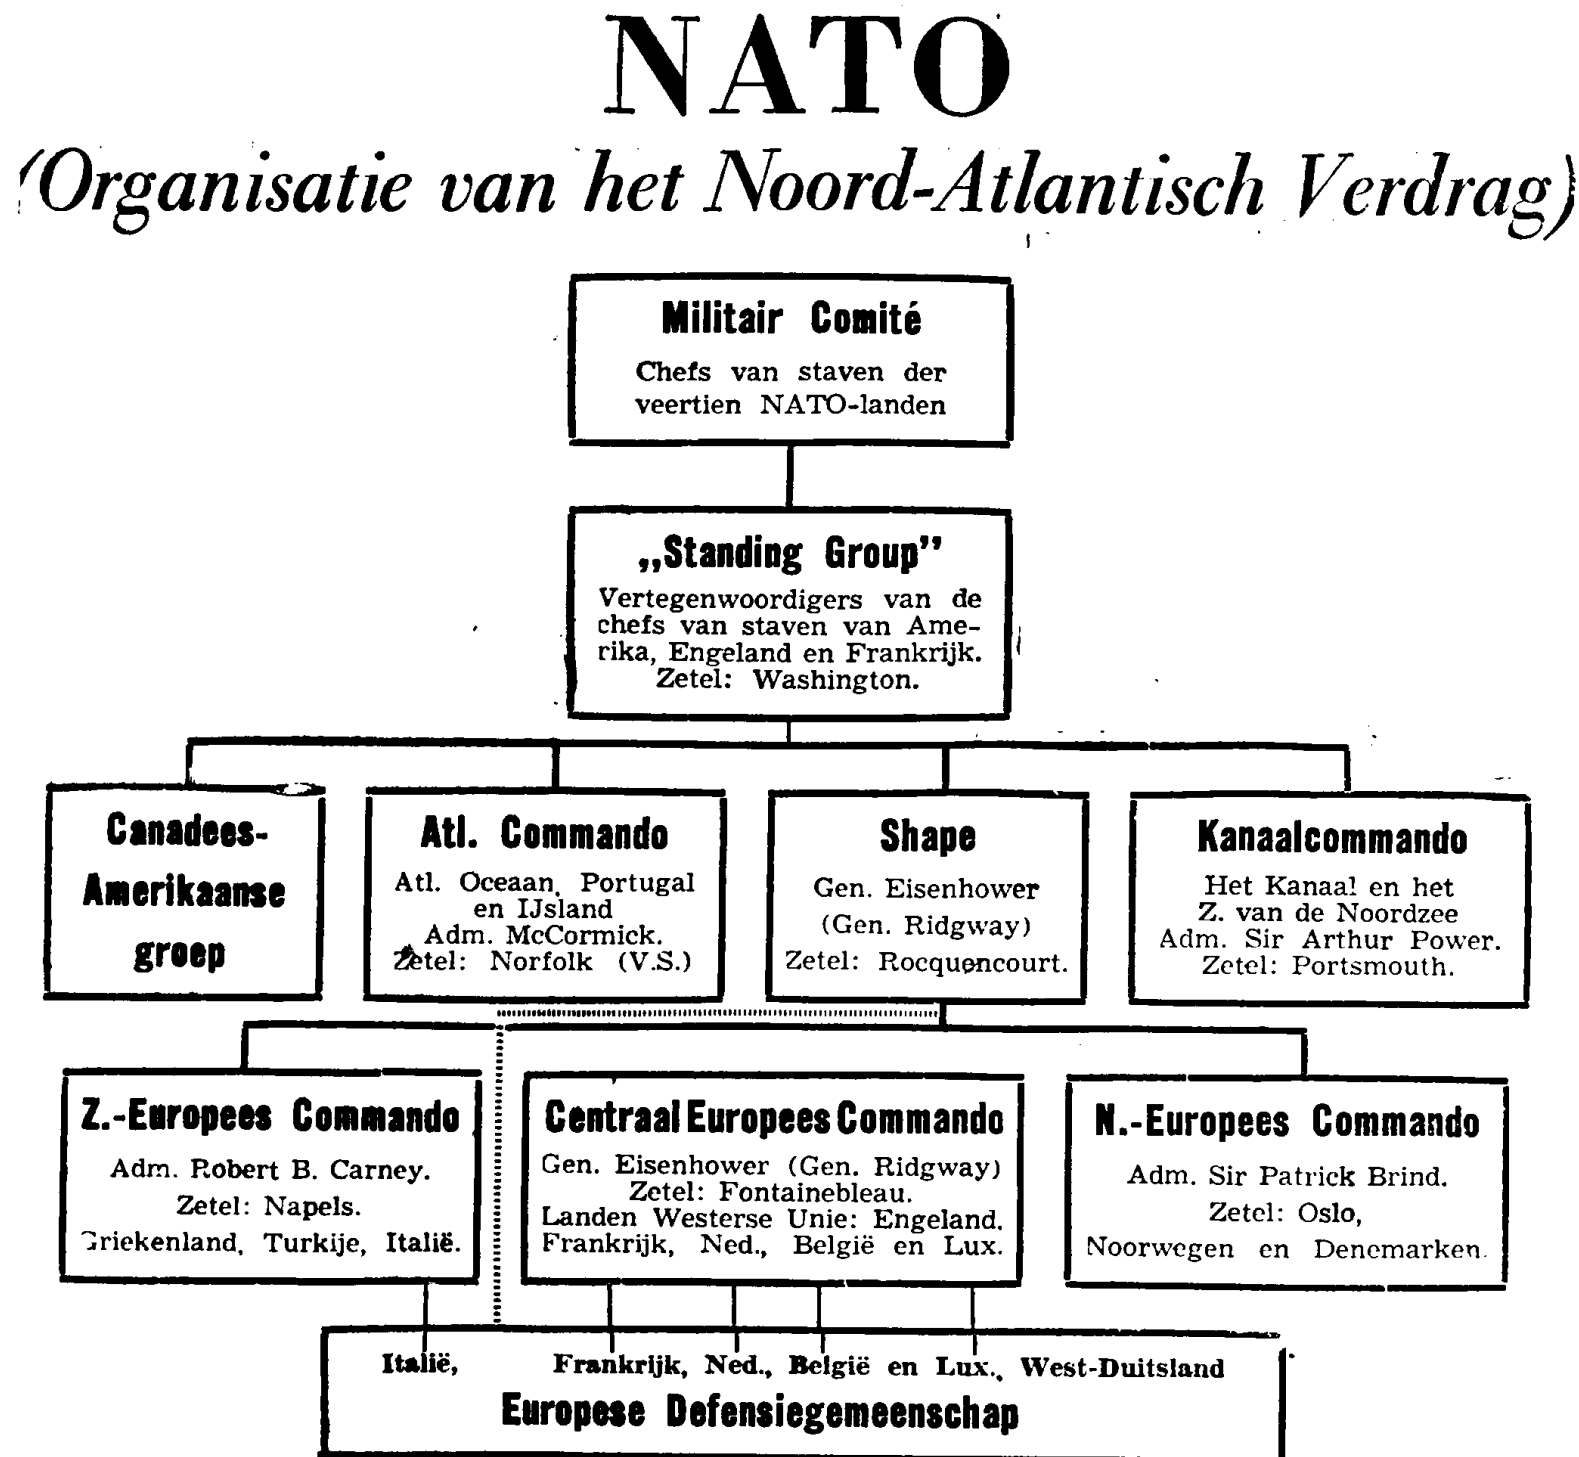 NATO
(Organisatie van het Noord-Atlantisch Verdrag)
Militair Comité
Chefs van staven der
veertien NATO-landen
„Standing Group”
Vertegenwoordigers van de
chefs van staven van Ame-
rika, Engeland en Frankrijk.
Zetel: Washington.
Canadees-
Amerikaanse
groep
Atl. Commando
Atl. Oceaan, Portugal
en IJsland
Adm. McCormick.
Zetel: Norfolk (V.S.)
Shape
Gen. Eisenhower
(Gen. Ridgway)
Zetel: Rocquencourt.
Kanaalcommando
Het Kanaal en het
Z. van de Noordzee
Adm. Sir Arthur Power.
Zetel: Portsmouth.
Z.-Europees Commando
Adm. Robert B. Carney.
Zetel: Napels.
Griekenland, Turkije, Italië.
Centraal Europees Commando
Gen. Eisenhower (Gen. Ridgway)
Zetel: Fontainebleau.
Landen Westerse Unie: Engeland,
Frankrijk, Ned., België en Lux.
N.-Europees Commando
Adm. Sir Patrick Brind.
Zetel: Oslo,
Noorwegen en Denemarken.
Italië, Frankrijk, Ned., België en Lux., West-Duitsland
Europese Defensiegemeenschap